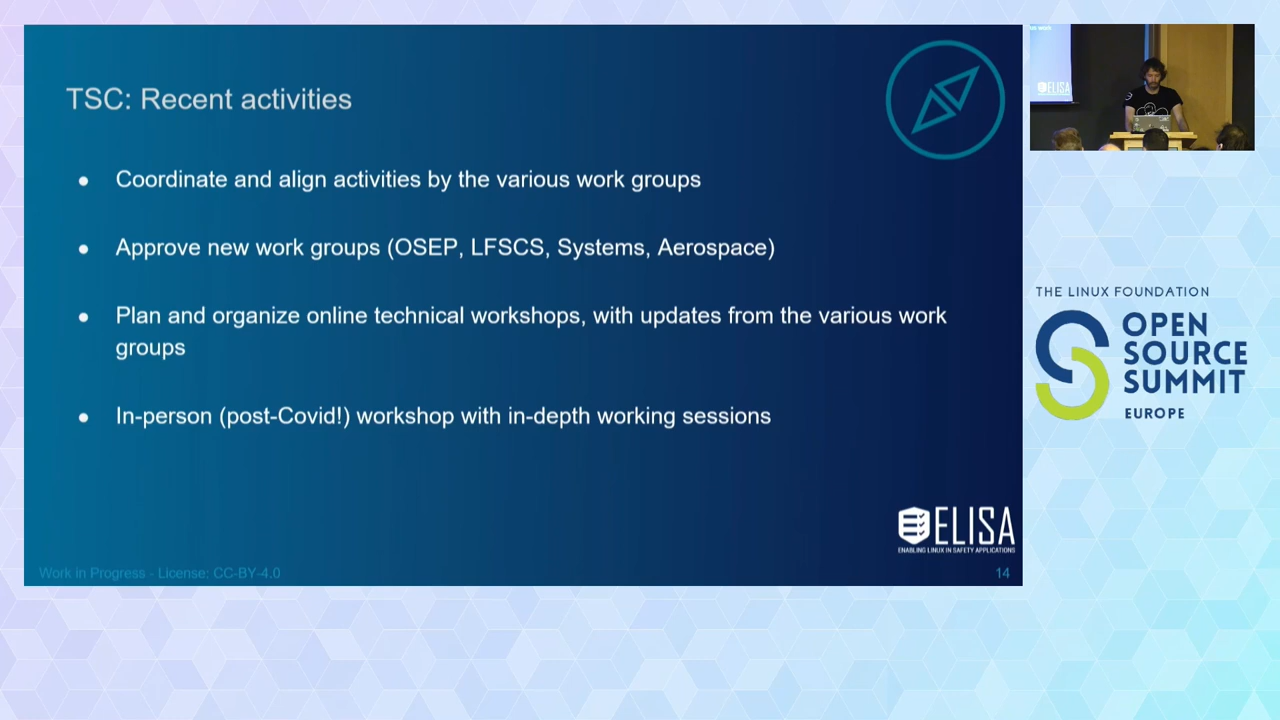 TSC: Recent activities
● Coordinate and align activities by the various work groups
● Approve new work groups (OSEP, LFSCS, Systems, Aerospace)
● Plan and organize online technical workshops, with updates from the various work
groups
● In-person (post-Covid!) workshop with in-depth working sessions
ELISA
ENABLING LINUX IN SAFETY APPLICATIONS
Work in Progress - License: CC-BY-4.0
14
ELISA
THE LINUX FOUNDATION
OPEN
SOURCE
SUMMIT
EUROPE